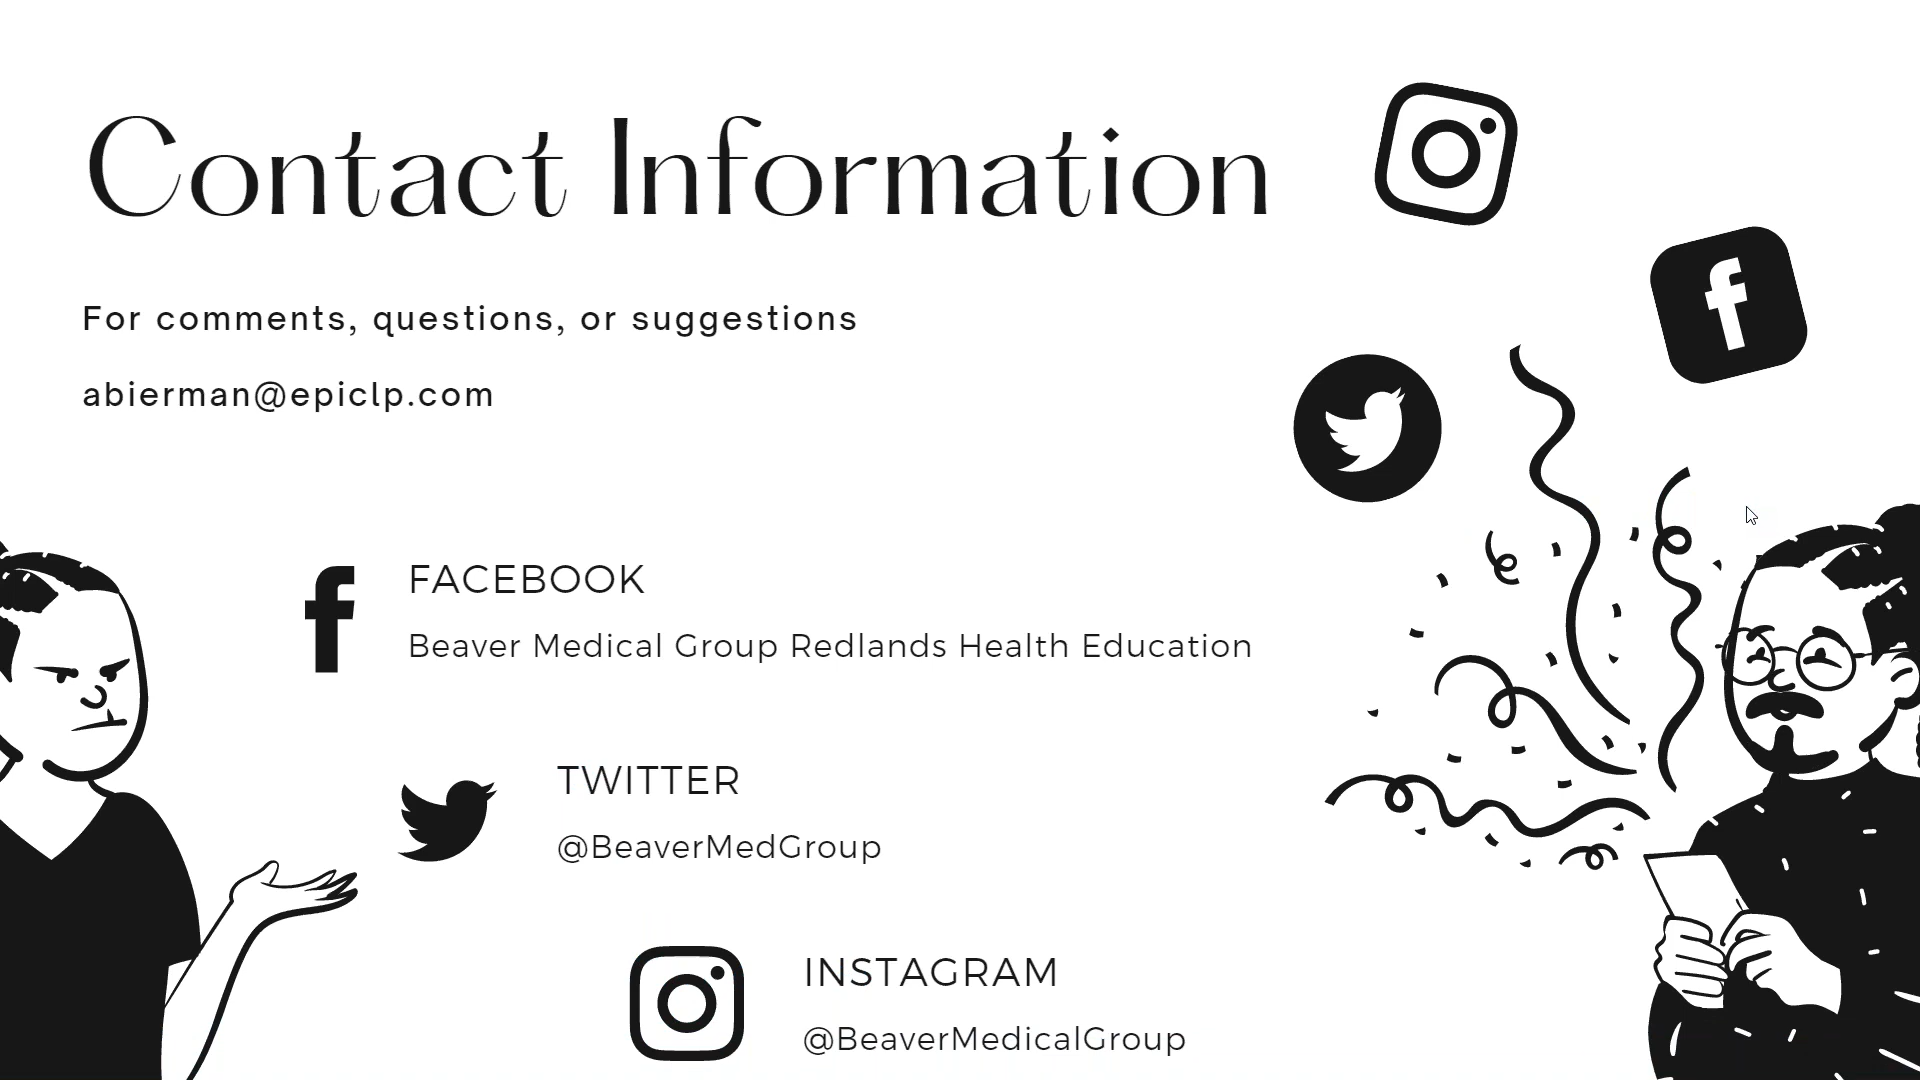 Contact Information
For comments, questions, or suggestions
abierman@epiclp.com
FACEBOOK
Beaver Medical Group Redlands Health Education
TWITTER
@BeaverMedGroup
INSTAGRAM
@BeaverMedicalGroup